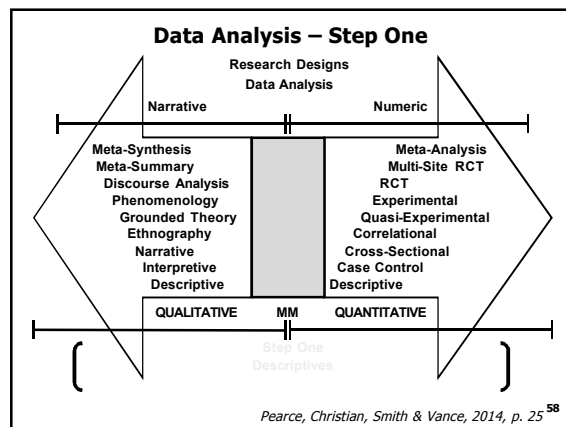 Data Analysis – Step One
Research Designs
Data Analysis
Narrative Numeric
Meta-Synthesis
Meta-Summary
Discourse Analysis
Phenomenology
Grounded Theory
Ethnography
Narrative
Interpretive
Descriptive
Meta-Analysis
Multi-Site RCT
RCT
Experimental
Quasi-Experimental
Correlational
Cross-Sectional
Case Control
Descriptive
QUALITATIVE MM QUANTITATIVE
Step One
Descriptives
Pearce, Christian, Smith & Vance, 2014, p. 25
58